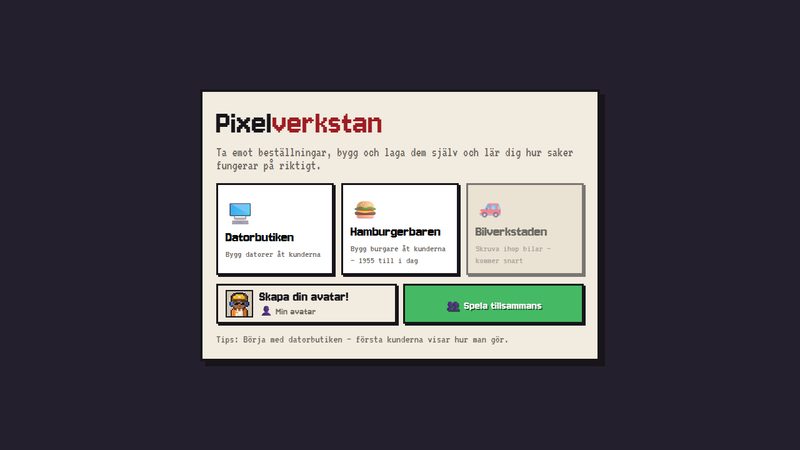 Pixelverkstan
Ta emot beställningar, bygg och laga dem själv och lär dig hur saker
fungerar på riktigt.
Datorbutiken
Bygg datorer åt kunderna
Hamburgerbaren
Bygg burgare åt kunderna
– 1955 till i dag
Bilverkstaden
Skruva ihop bilar –
kommer snart
Skapa din avatar!
Min avatar
Spela tillsammans
Tips: Börja med datorbutiken – första kunderna visar hur man gör.